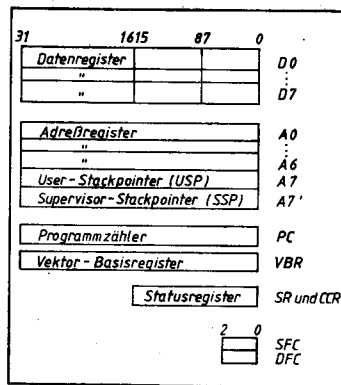 31 1615 87 0
Datenregister D0
" :
" D7
Adreßregister A0
" :
" A6
User-Stackpointer (USP) A7
Supervisor-Stackpointer (SSP) A7'
Programmzähler PC
Vektor-Basisregister VBR
Statusregister SR und CCR
2 0
SFC
DFC